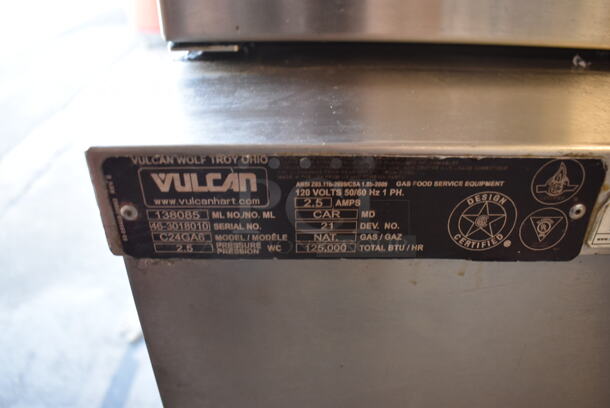 VULCAN WOLF TROY OHIO
VULCAN
www.vulcanhart.com
ANSI Z83.11b-2009/CSA 1.8b-2009 GAS FOOD SERVICE EQUIPMENT
120 VOLTS 50/60 Hz 1 PH.
2.5 AMPS
138085 ML NO./NO. ML CAR MD
46-3018010 SERIAL NO. 21 DEV. NO.
C24GA6 MODEL / MODÈLE NAT. GAS / GAZ
2.5 PRESSURE PRESSION WC 125,000 TOTAL BTU / HR
DESIGN
CERTIFIED